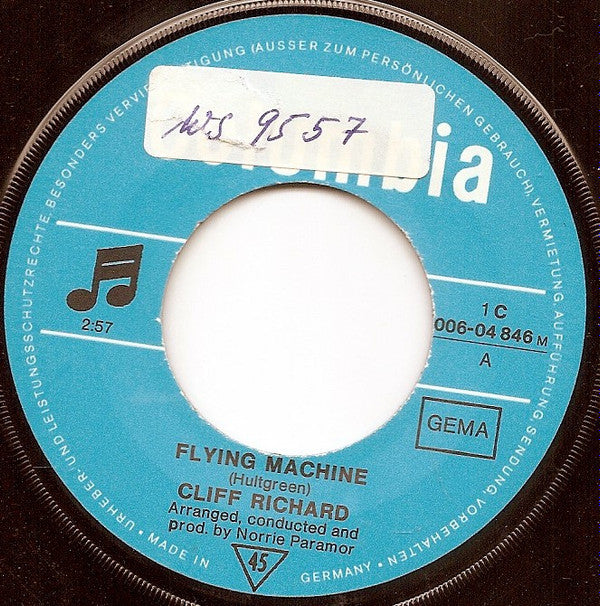 URHEBER- UND LEISTUNGSSCHUTZRECHTE, BESONDERS VERVIELFÄLTIGUNG (AUSSER ZUM PERSÖNLICHEN GEBRAUCH), VERMIETUNG, AUFFÜHRUNG, SENDUNG, VORBEHALTEN
WS 9557
mbia
2:57
1 C
006-04 846 M
A
GEMA
FLYING MACHINE
(Hultgreen)
CLIFF RICHARD
Arranged, conducted and
prod. by Norrie Paramor
MADE IN
45
GERMANY